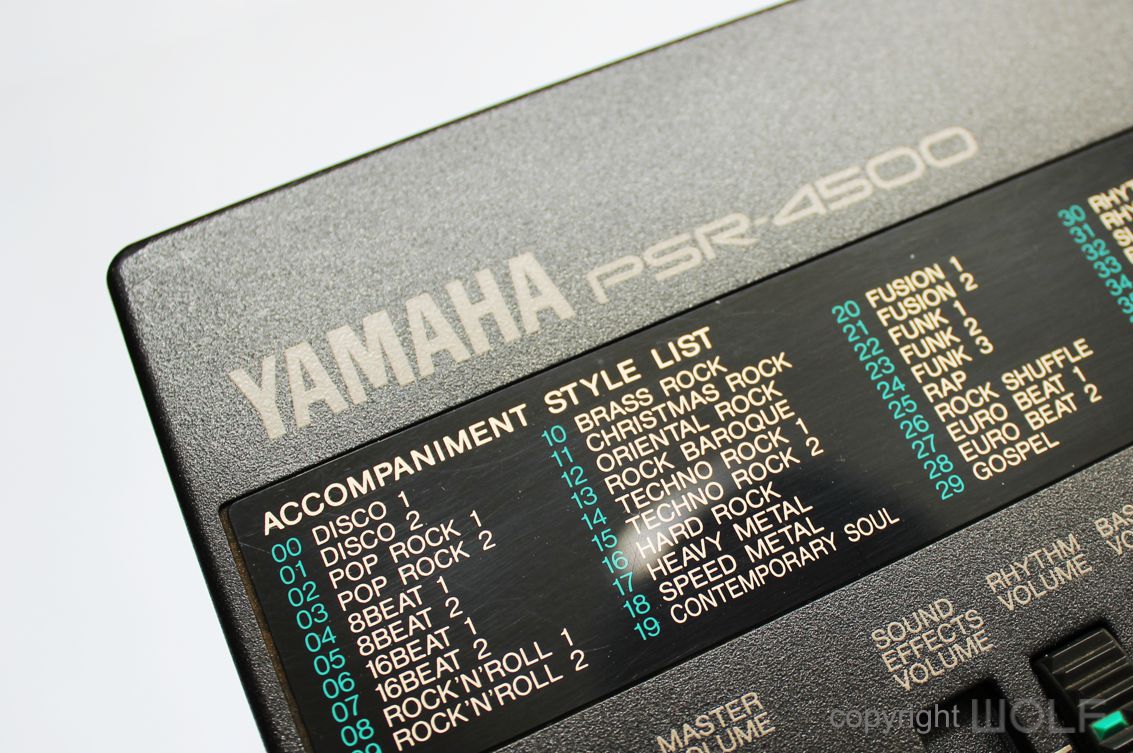 YAMAHA PSR-4500
ACCOMPANIMENT STYLE LIST
00 DISCO 1
01 DISCO 2
02 POP ROCK 1
03 POP ROCK 2
04 8BEAT 1
05 8BEAT 2
06 16BEAT 1
07 16BEAT 2
08 ROCK'N'ROLL 1
09 ROCK'N'ROLL 2
10 BRASS ROCK
11 CHRISTMAS ROCK
12 ORIENTAL ROCK
13 ROCK BAROQUE
14 TECHNO ROCK 1
15 TECHNO ROCK 2
16 HARD ROCK
17 HEAVY METAL
18 SPEED METAL
19 CONTEMPORARY SOUL
20 FUSION 1
21 FUSION 2
22 FUNK 1
23 FUNK 2
24 FUNK 3
25 RAP
26 ROCK SHUFFLE
27 EURO BEAT 1
28 EURO BEAT 2
29 GOSPEL
30
31
32
33
34
MASTER
VOLUME
SOUND
EFFECTS
VOLUME
RHYTHM
VOLUME
copyright WOLF